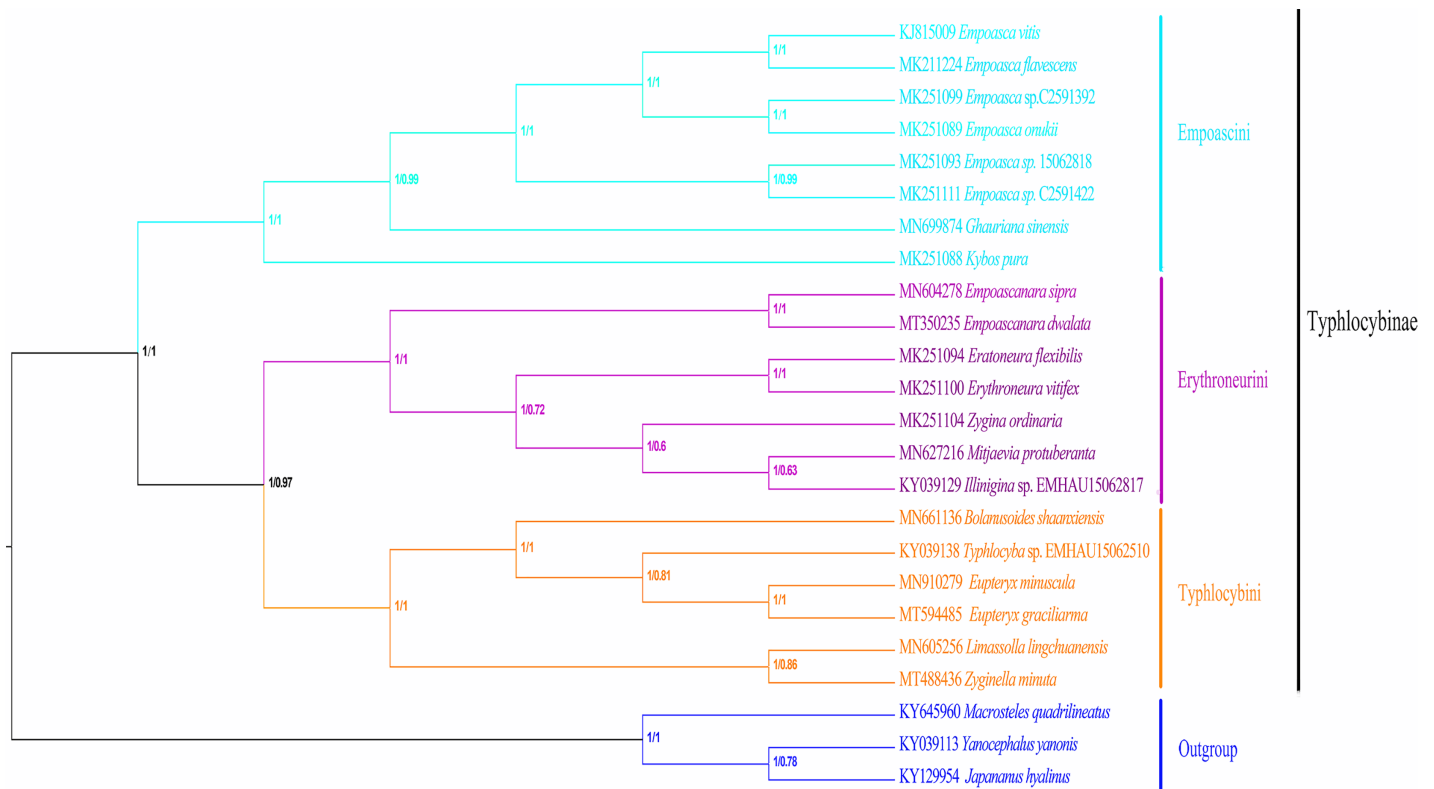 KJ815009 Empoasca vitis
1/1
MK211224 Empoasca flavescens
1/1
MK251099 Empoasca sp.C2591392
1/1
MK251089 Empoasca onukii
1/1
Empoascini
MK251093 Empoasca sp. 15062818
1/0.99
1/0.99
MK251111 Empoasca sp. C2591422
1/1
MN699874 Ghauriana sinensis
MK251088 Kybos pura
MN604278 Empoascanara sipra
1/1
MT350235 Empoascanara dwalata
Typhlocybinae
1/1
MK251094 Eratoneura flexibilis
1/1
1/1
MK251100 Erythroneura vitifex
Erythroneurini
1/0.72
MK251104 Zygina ordinaria
1/0.6
MN627216 Mitjaevia protuberanta
1/0.63
1/0.97
KY039129 Illinigina sp. EMHAU15062817
MN661136 Bolanusoides shaanxiensis
1/1
KY039138 Typhlocyba sp. EMHAU15062510
1/0.81
MN910279 Eupteryx minuscula
1/1
Typhlocybini
1/1
MT594485 Eupteryx graciliarma
MN605256 Limassolla lingchuanensis
1/0.86
MT488436 Zyginella minuta
KY645960 Macrosteles quadrilineatus
1/1
KY039113 Yanocephalus yanonis
Outgroup
1/0.78
KY129954 Japananus hyalinus